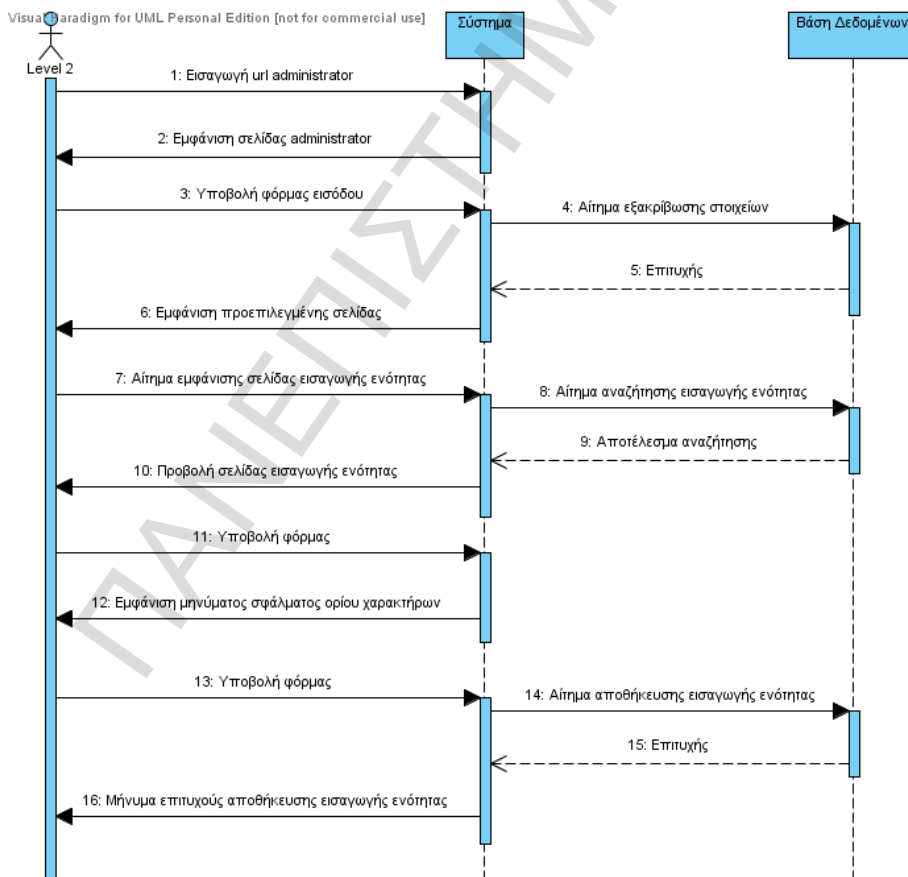 Visual Paradigm for UML Personal Edition [not for commercial use]
Σύστημα
Βάση Δεδομένων
Level 2
1: Εισαγωγή url administrator
2: Εμφάνιση σελίδας administrator
3: Υποβολή φόρμας εισόδου
4: Αίτημα εξακρίβωσης στοιχείων
5: Επιτυχής
6: Εμφάνιση προεπιλεγμένης σελίδας
7: Αίτημα εμφάνισης σελίδας εισαγωγής ενότητας
8: Αίτημα αναζήτησης εισαγωγής ενότητας
9: Αποτέλεσμα αναζήτησης
10: Προβολή σελίδας εισαγωγής ενότητας
11: Υποβολή φόρμας
12: Εμφάνιση μηνύματος σφάλματος ορίου χαρακτήρων
13: Υποβολή φόρμας
14: Αίτημα αποθήκευσης εισαγωγής ενότητας
15: Επιτυχής
16: Μήνυμα επιτυχούς αποθήκευσης εισαγωγής ενότητας
ΠΑΝΕΠΙΣΤΗΜ